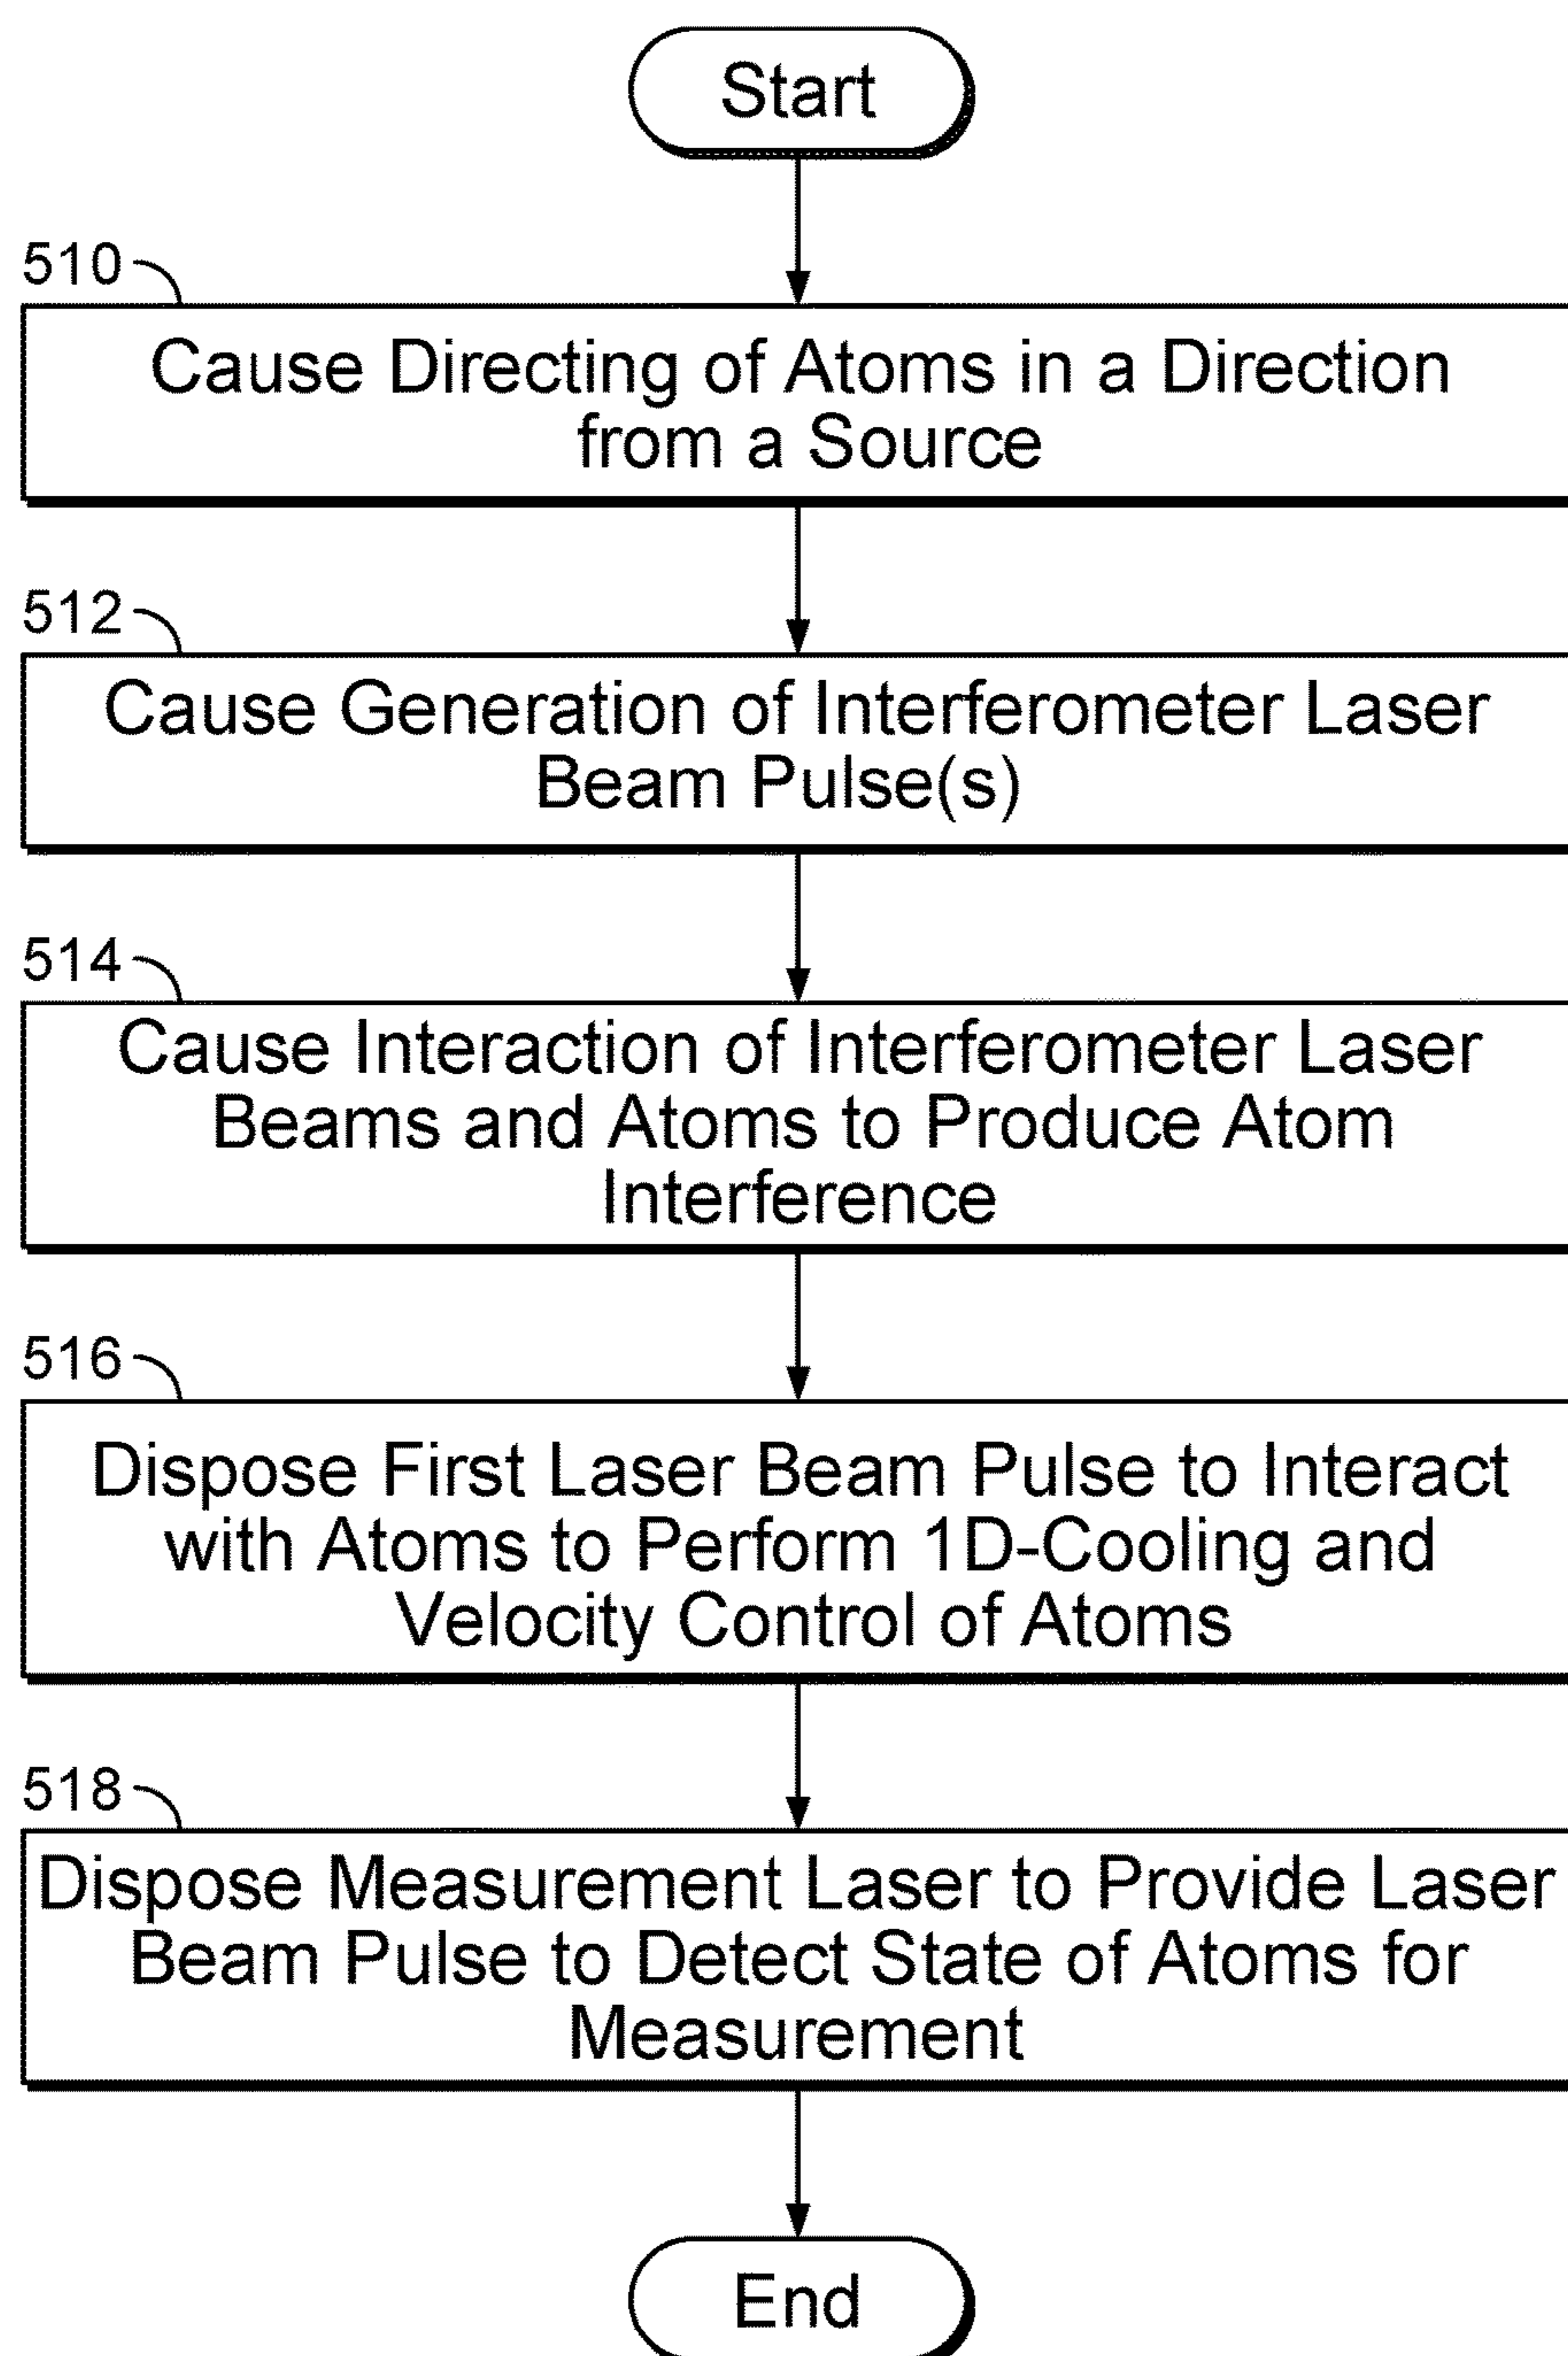 Start
510
Cause Directing of Atoms in a Direction
from a Source
512
Cause Generation of Interferometer Laser
Beam Pulse(s)
514
Cause Interaction of Interferometer Laser
Beams and Atoms to Produce Atom
Interference
516
Dispose First Laser Beam Pulse to Interact
with Atoms to Perform 1D-Cooling and
Velocity Control of Atoms
518
Dispose Measurement Laser to Provide Laser
Beam Pulse to Detect State of Atoms for
Measurement
End